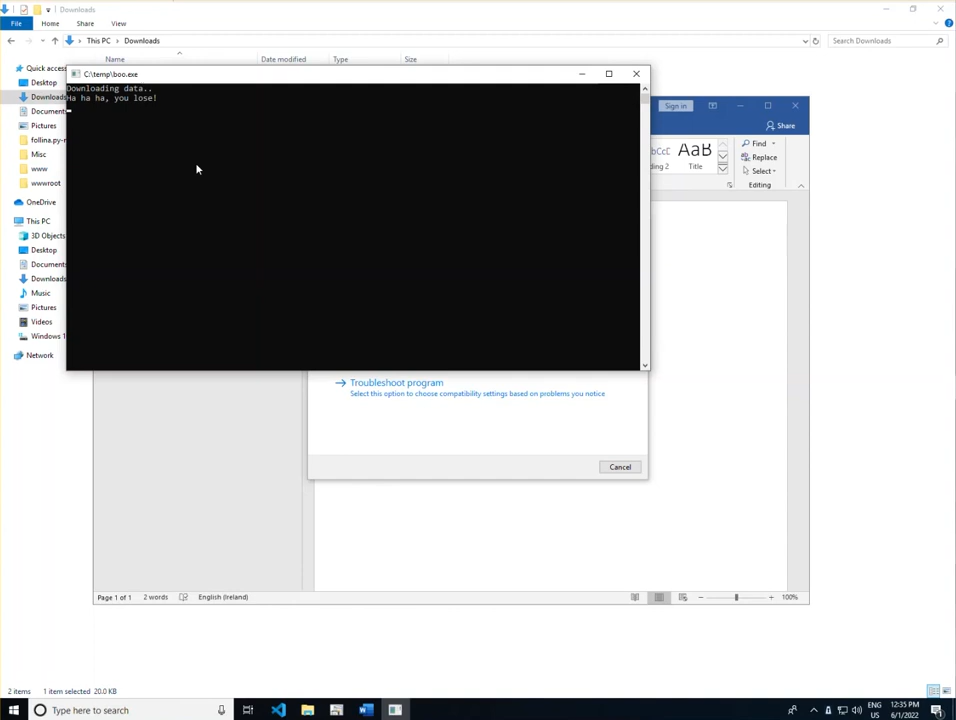 Downloads
File
Home
Share
View
This PC
Downloads
Search Downloads
Name
Date modified
Type
Size
Quick access
Desktop
Downloads
Documents
Pictures
Misc
www
wwwroot
OneDrive
This PC
3D Objects
Desktop
Documents
Downloads
Music
Pictures
Videos
Windows
Network
C:\temp\boo.exe
Downloading data..
Ha ha ha, you lose!
Sign in
Share
AaB
Title
Find
Replace
Select
Editing
Troubleshoot program
Select this option to choose compatibility settings based on problems you notice
Cancel
Page 1 of 1
2 words
English (Ireland)
100%
2 items
1 item selected 20.0 KB
Type here to search
ENG
US
12:35 PM
6/1/2022